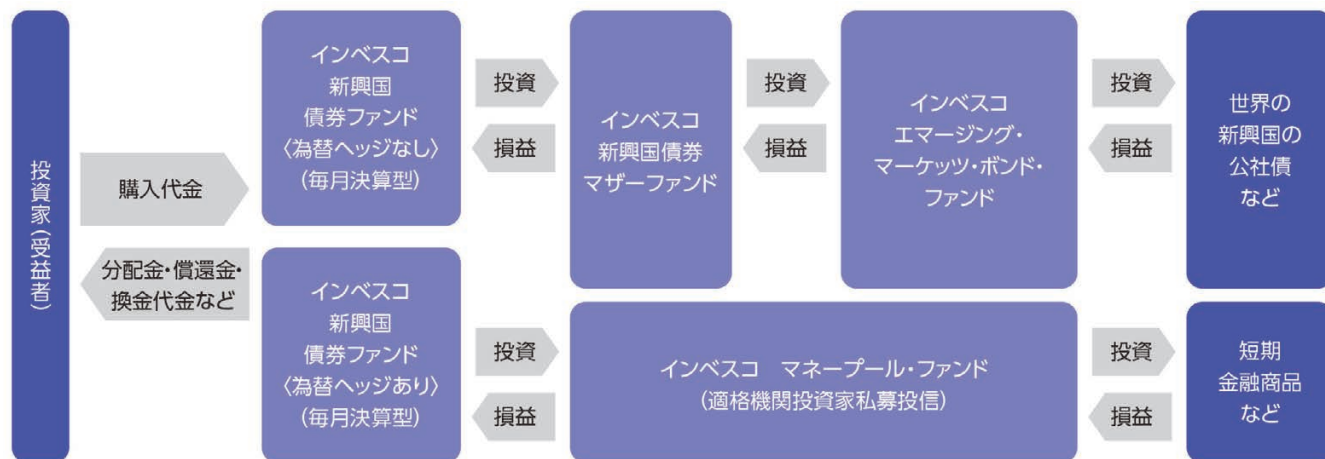 投資家(受益者)
購入代金
分配金・償還金・
換金代金など
インベスコ
新興国
債券ファンド
〈為替ヘッジなし〉
(毎月決算型)
投資
損益
インベスコ
新興国債券
マザーファンド
投資
損益
インベスコ
エマージング・
マーケッツ・ボンド・
ファンド
投資
損益
世界の
新興国の
公社債
など
インベスコ
新興国
債券ファンド
〈為替ヘッジあり〉
(毎月決算型)
投資
損益
インベスコ　マネープール・ファンド
(適格機関投資家私募投信)
投資
損益
短期
金融商品
など